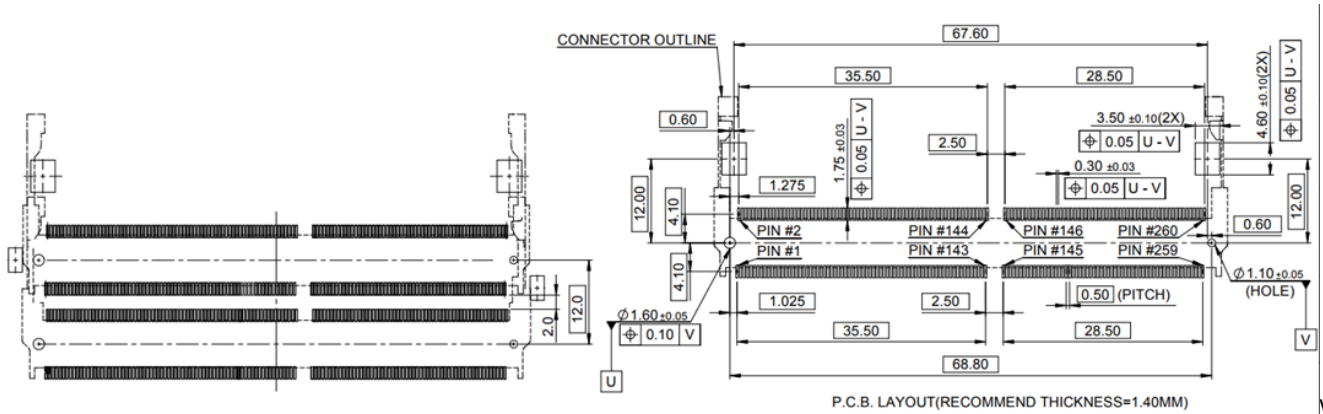 CONNECTOR OUTLINE
67.60
35.50
28.50
0.60
1.75 ±0.03
⌖ 0.05 U - V
2.50
3.50 ±0.10(2X)
⌖ 0.05 U - V
4.60 ±0.10(2X)
⌖ 0.05 U - V
0.30 ±0.03
⌖ 0.05 U - V
12.00
4.10
1.275
12.00
0.60
PIN #2
PIN #144
PIN #146
PIN #260
PIN #1
PIN #143
PIN #145
PIN #259
4.10
1.025
2.50
0.50 (PITCH)
Ø1.10±0.05
(HOLE)
Ø1.60±0.05
⌖ 0.10 V
35.50
28.50
U
V
68.80
2.0
12.0
P.C.B. LAYOUT(RECOMMEND THICKNESS=1.40MM)